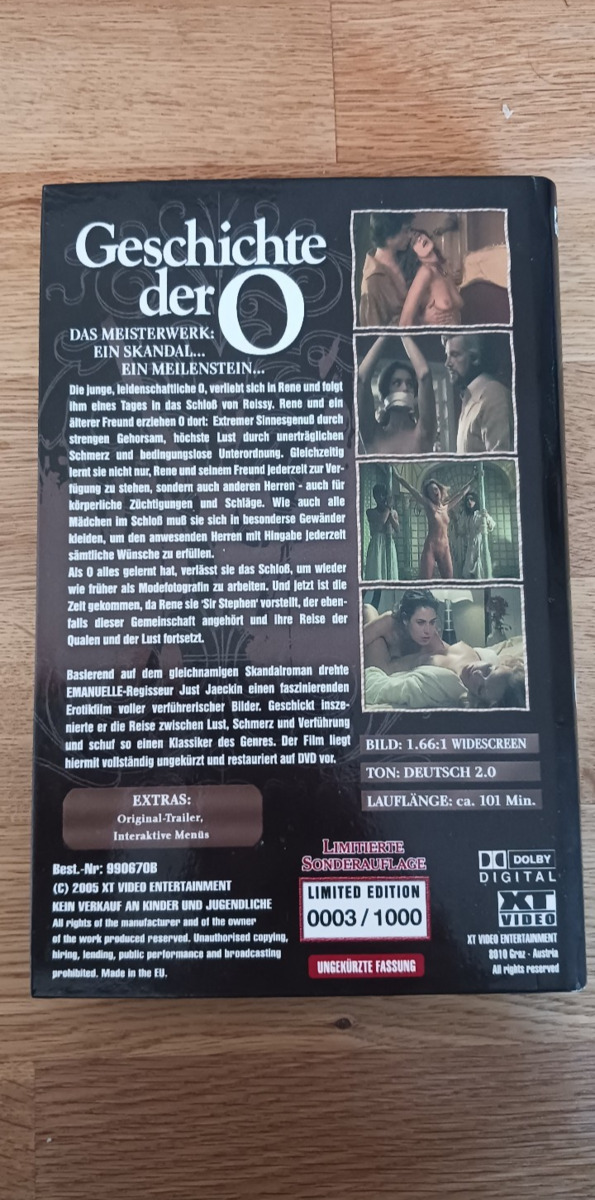 Geschichte
der O
DAS MEISTERWERK:
EIN SKANDAL...
EIN MEILENSTEIN...
Die junge, leidenschaftliche O, verliebt sich in Rene und folgt
ihm eines Tages in das Schloß von Roissy. Rene und ein
älterer Freund erziehen O dort: Extremer Sinnesgenuß durch
strengen Gehorsam, höchste Lust durch unerträglichen
Schmerz und bedingungslose Unterordnung. Gleichzeitig
lernt sie nicht nur, Rene und seinem Freund jederzeit zur Ver-
fügung zu stehen, sondern auch anderen Herren - auch für
körperliche Züchtigungen und Schläge. Wie auch alle
Mädchen im Schloß muß sie sich in besondere Gewänder
kleiden, um den anwesenden Herren mit Hingabe jederzeit
sämtliche Wünsche zu erfüllen.
Als O alles gelernt hat, verlässt sie das Schloß, um wieder
wie früher als Modefotografin zu arbeiten. Und jetzt ist die
Zeit gekommen, da Rene sie 'Sir Stephen' vorstellt, der eben-
falls dieser Gemeinschaft angehört und ihre Reise der
Qualen und der Lust fortsetzt.
Basierend auf dem gleichnamigen Skandalroman drehte
EMANUELLE-Regisseur Just Jaeckin einen faszinierenden
Erotikfilm voller verführerischer Bilder. Geschickt insze-
nierte er die Reise zwischen Lust, Schmerz und Verführung
und schuf so einen Klassiker des Genres. Der Film liegt
hiermit vollständig ungekürzt und restauriert auf DVD vor.
BILD: 1.66:1 WIDESCREEN
TON: DEUTSCH 2.0
LAUFLÄNGE: ca. 101 Min.
EXTRAS:
Original-Trailer,
Interaktive Menüs
Best.-Nr: 990670B
(C) 2005 XT VIDEO ENTERTAINMENT
KEIN VERKAUF AN KINDER UND JUGENDLICHE
All rights of the manufacturer and of the owner
of the work produced reserved. Unauthorised copying,
hiring, lending, public performance and broadcasting
prohibited. Made in the EU.
LIMITIERTE
SONDERAUFLAGE
LIMITED EDITION
0003 / 1000
UNGEKÜRZTE FASSUNG
DOLBY
DIGITAL
XT
VIDEO
XT VIDEO ENTERTAINMENT
8010 Graz - Austria
All rights reserved